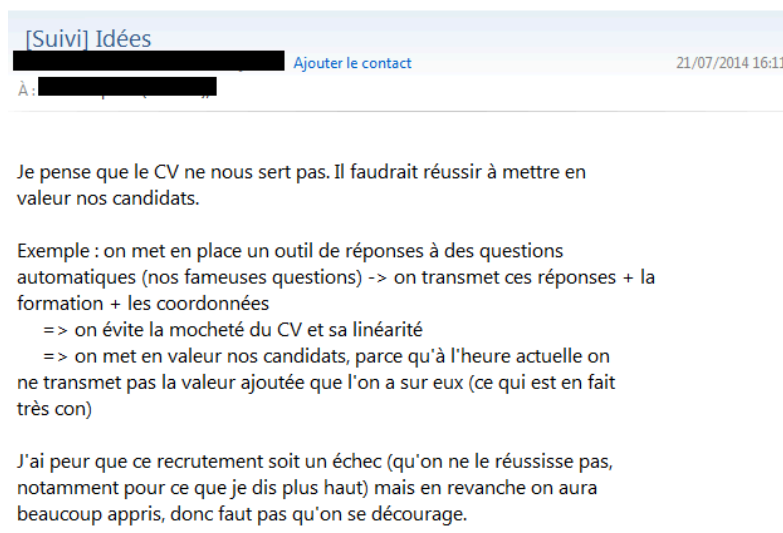 [Suivi] Idées
Ajouter le contact 21/07/2014 16:11
À :
Je pense que le CV ne nous sert pas. Il faudrait réussir à mettre en
valeur nos candidats.
Exemple : on met en place un outil de réponses à des questions
automatiques (nos fameuses questions) -> on transmet ces réponses + la
formation + les coordonnées
=> on évite la mocheté du CV et sa linéarité
=> on met en valeur nos candidats, parce qu'à l'heure actuelle on
ne transmet pas la valeur ajoutée que l'on a sur eux (ce qui est en fait
très con)
J'ai peur que ce recrutement soit un échec (qu'on ne le réussisse pas,
notamment pour ce que je dis plus haut) mais en revanche on aura
beaucoup appris, donc faut pas qu'on se décourage.